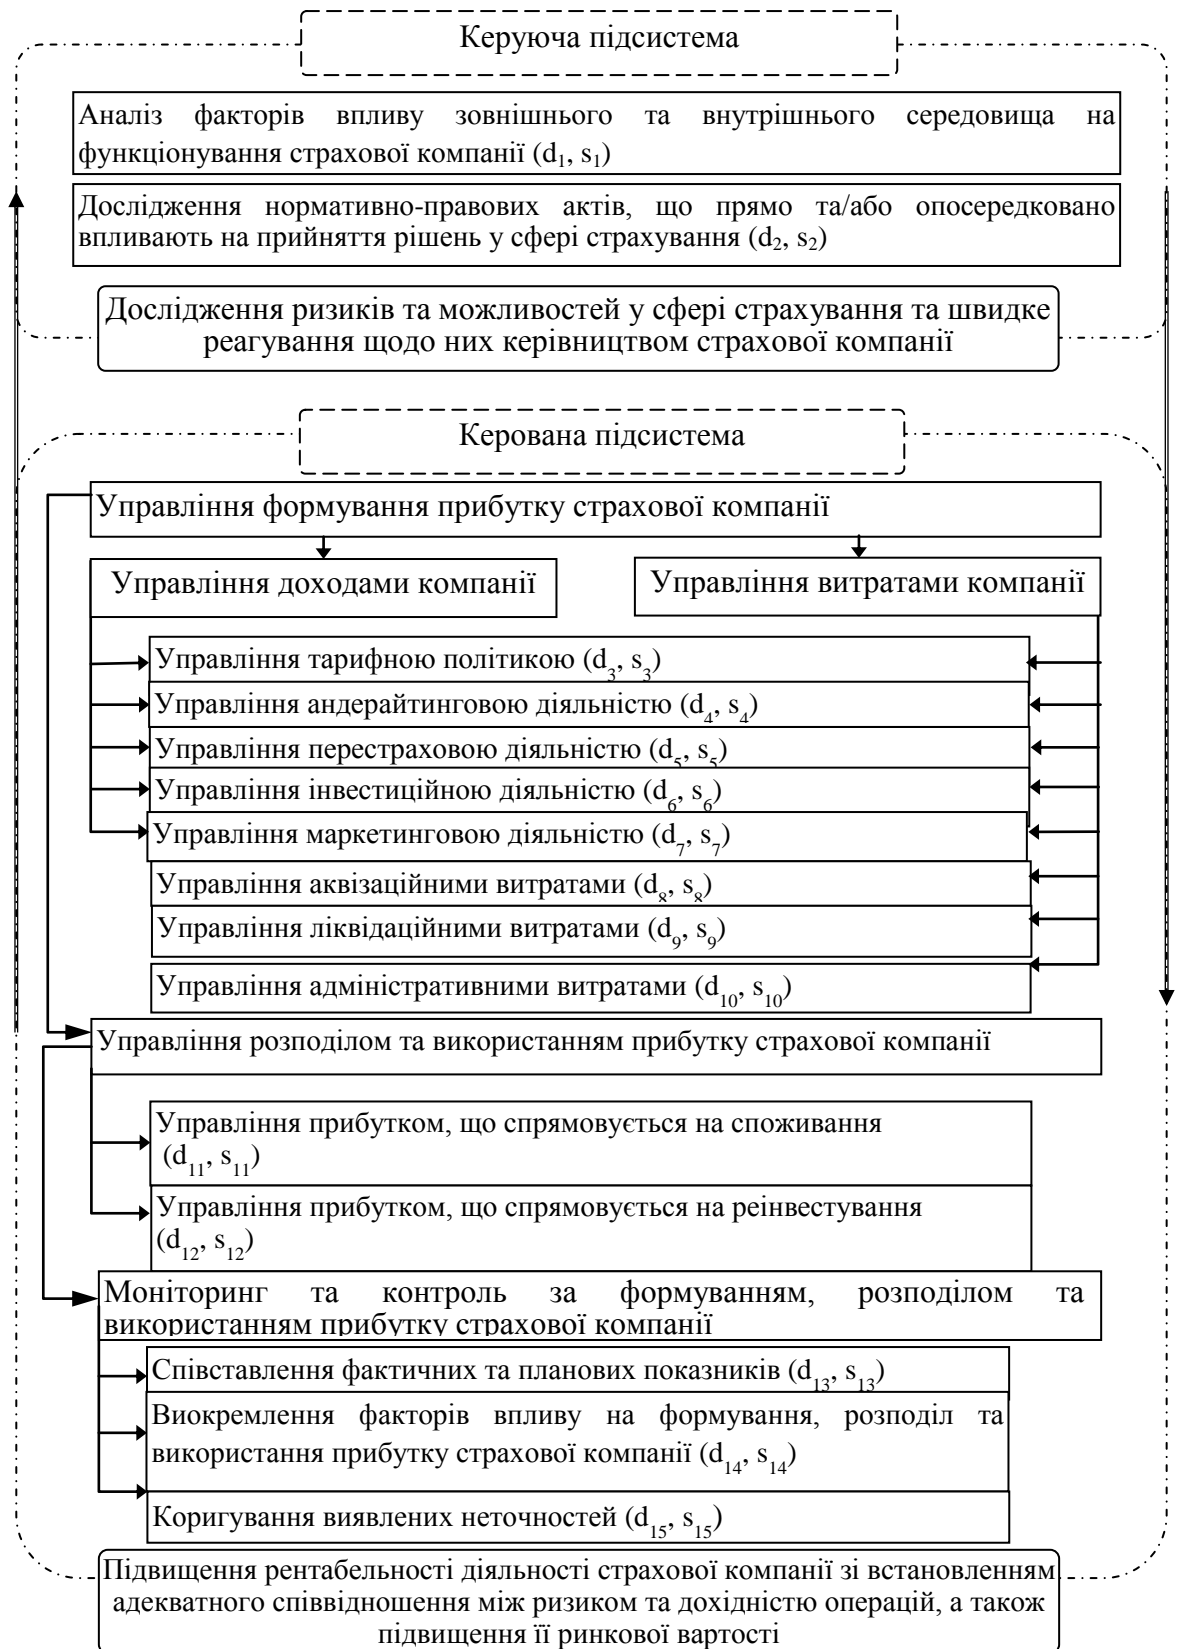 Керуюча підсистема
Аналіз факторів впливу зовнішнього та внутрішнього середовища на
функціонування страхової компанії (d₁, s₁)
Дослідження нормативно-правових актів, що прямо та/або опосередковано
впливають на прийняття рішень у сфері страхування (d₂, s₂)
Дослідження ризиків та можливостей у сфері страхування та швидке
реагування щодо них керівництвом страхової компанії
Керована підсистема
Управління формування прибутку страхової компанії
Управління доходами компанії
Управління витратами компанії
Управління тарифною політикою (d₃, s₃)
Управління андерайтинговою діяльністю (d₄, s₄)
Управління перестраховою діяльністю (d₅, s₅)
Управління інвестиційною діяльністю (d₆, s₆)
Управління маркетинговою діяльністю (d₇, s₇)
Управління аквізаційними витратами (d₈, s₈)
Управління ліквідаційними витратами (d₉, s₉)
Управління адміністративними витратами (d₁₀, s₁₀)
Управління розподілом та використанням прибутку страхової компанії
Управління прибутком, що спрямовується на споживання
(d₁₁, s₁₁)
Управління прибутком, що спрямовується на реінвестування
(d₁₂, s₁₂)
Моніторинг та контроль за формуванням, розподілом та
використанням прибутку страхової компанії
Співставлення фактичних та планових показників (d₁₃, s₁₃)
Виокремлення факторів впливу на формування, розподіл та
використання прибутку страхової компанії (d₁₄, s₁₄)
Коригування виявлених неточностей (d₁₅, s₁₅)
Підвищення рентабельності діяльності страхової компанії зі встановленням
адекватного співвідношення між ризиком та дохідністю операцій, а також
підвищення її ринкової вартості